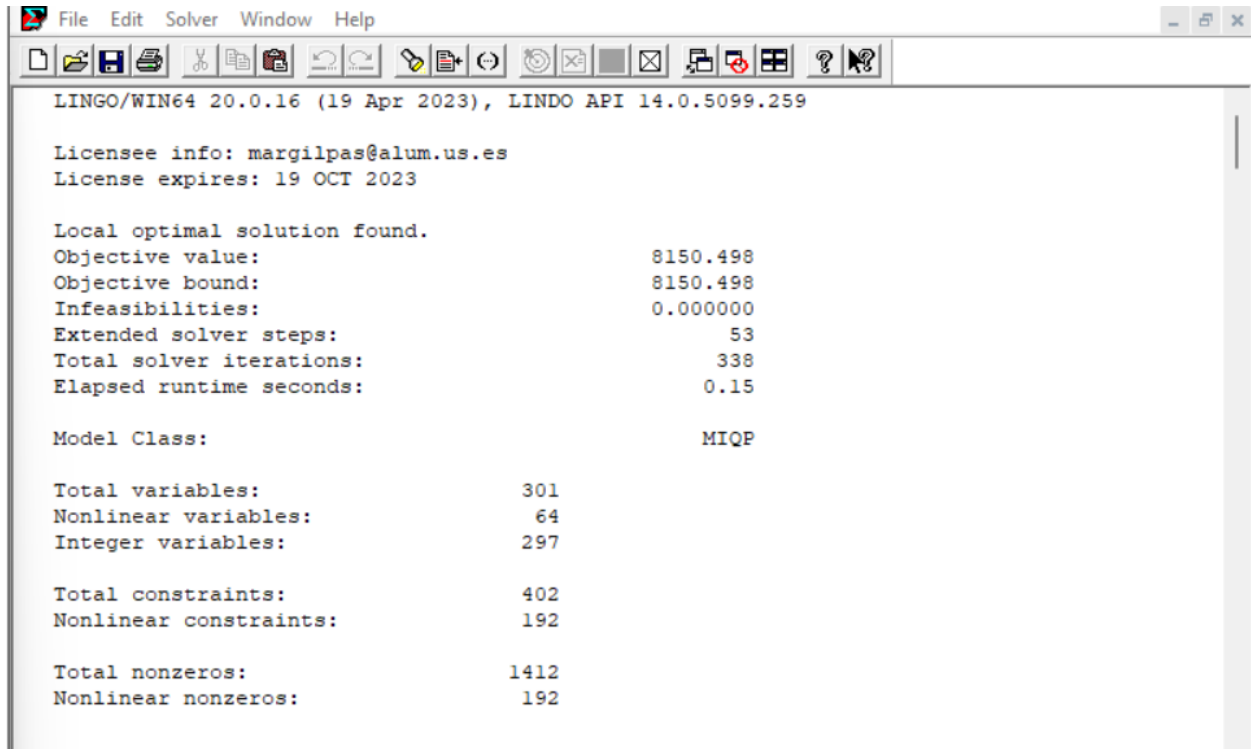 File Edit Solver Window Help
LINGO/WIN64 20.0.16 (19 Apr 2023), LINDO API 14.0.5099.259
Licensee info: margilpas@alum.us.es
License expires: 19 OCT 2023
Local optimal solution found.
Objective value: 8150.498
Objective bound: 8150.498
Infeasibilities: 0.000000
Extended solver steps: 53
Total solver iterations: 338
Elapsed runtime seconds: 0.15
Model Class: MIQP
Total variables: 301
Nonlinear variables: 64
Integer variables: 297
Total constraints: 402
Nonlinear constraints: 192
Total nonzeros: 1412
Nonlinear nonzeros: 192